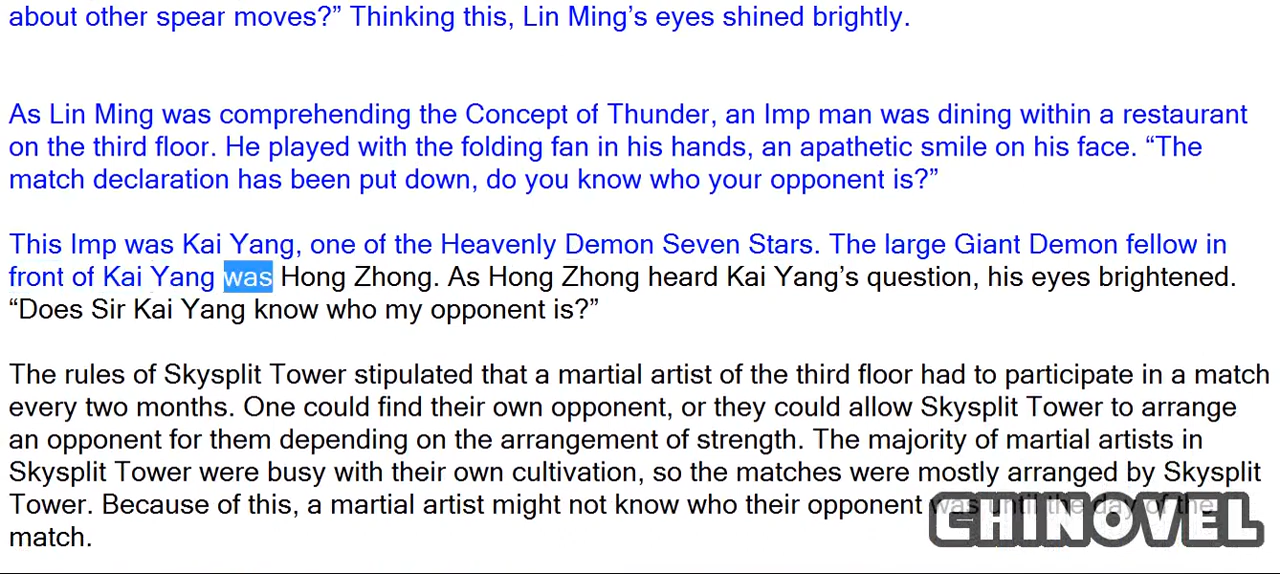 about other spear moves?” Thinking this, Lin Ming’s eyes shined brightly.
As Lin Ming was comprehending the Concept of Thunder, an Imp man was dining within a restaurant
on the third floor. He played with the folding fan in his hands, an apathetic smile on his face. “The
match declaration has been put down, do you know who your opponent is?”
This Imp was Kai Yang, one of the Heavenly Demon Seven Stars. The large Giant Demon fellow in
front of Kai Yang was Hong Zhong. As Hong Zhong heard Kai Yang’s question, his eyes brightened.
“Does Sir Kai Yang know who my opponent is?”
The rules of Skysplit Tower stipulated that a martial artist of the third floor had to participate in a match
every two months. One could find their own opponent, or they could allow Skysplit Tower to arrange
an opponent for them depending on the arrangement of strength. The majority of martial artists in
Skysplit Tower were busy with their own cultivation, so the matches were mostly arranged by Skysplit
Tower. Because of this, a martial artist might not know who their opponent was until the day of the
match.
CHINOVEL